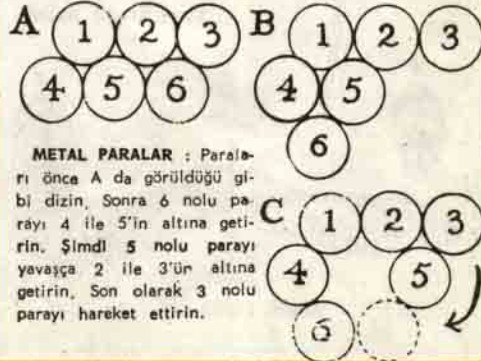 A 1 2 3
4 5 6
B 1 2 3
4 5
6
METAL PARALAR : Parala-
rı önce A da görüldüğü gi-
bi dizin. Sonra 6 nolu pa-
rayı 4 ile 5'in altına geti-
rin. Şimdi 5 nolu parayı
yavaşça 2 ile 3'ün altına
getirin. Son olarak 3 nolu
parayı hareket ettirin.
C 1 2 3
4 5
6